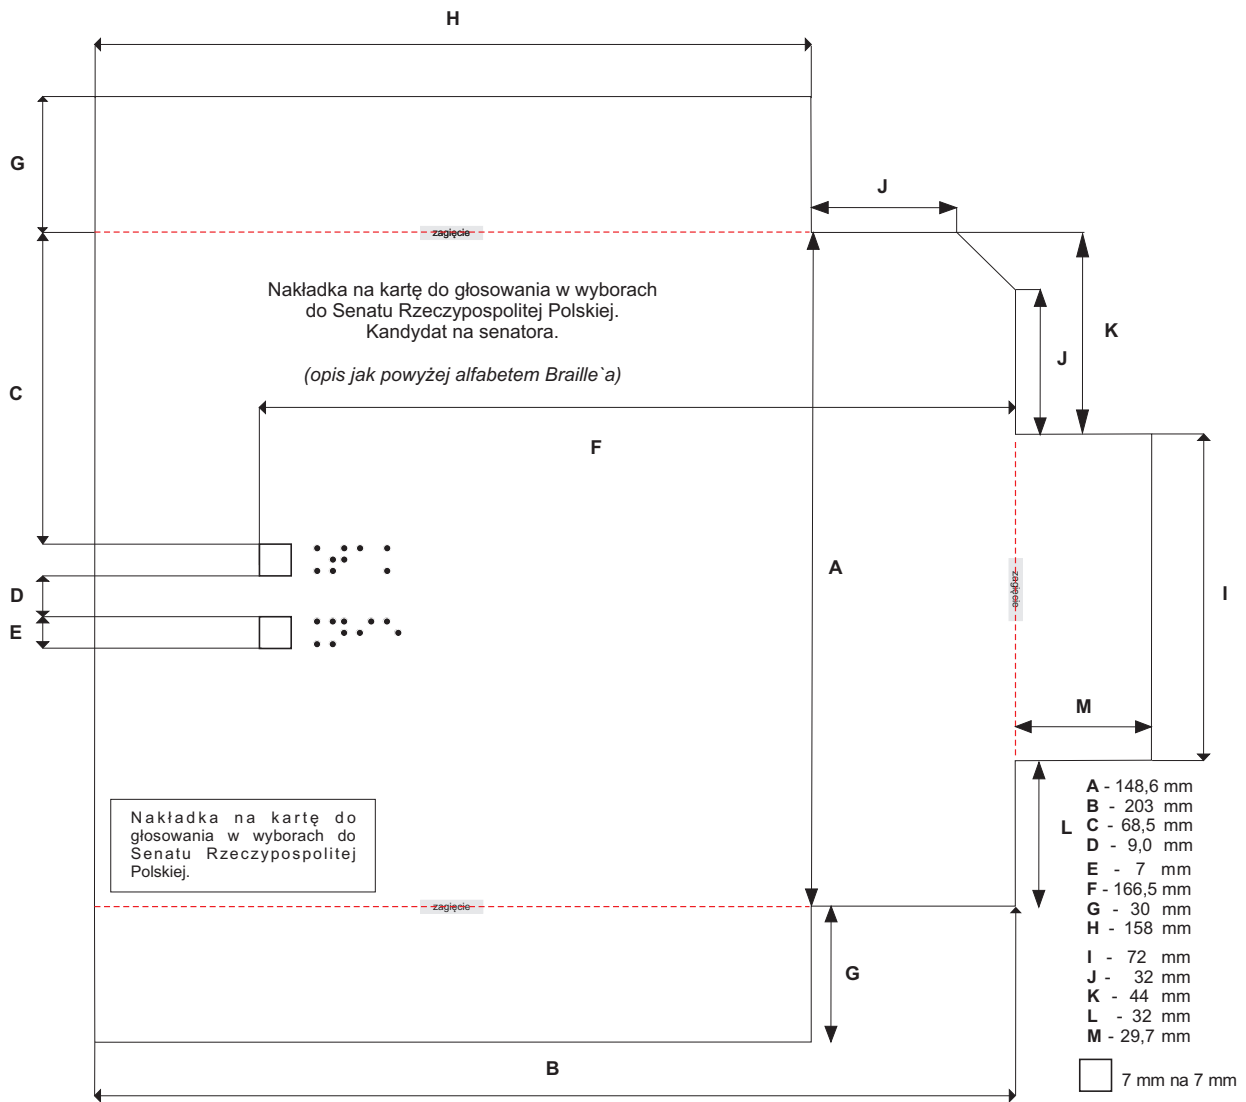 H
G
J
zagięcie
Nakładka na kartę do głosowania w wyborach
do Senatu Rzeczypospolitej Polskiej.
Kandydat na senatora.
K
J
C
(opis jak powyżej alfabetem Braille`a)
F
⠭⠚⠉⠀⠅
D
A
zagięcie
I
E
M
Nakładka na kartę do
głosowania w wyborach do
Senatu Rzeczypospolitej
Polskiej.
L
zagięcie
G
B
A - 148,6 mm
B - 203 mm
C - 68,5 mm
D - 9,0 mm
E - 7 mm
F - 166,5 mm
G - 30 mm
H - 158 mm
I - 72 mm
J - 32 mm
K - 44 mm
L - 32 mm
M - 29,7 mm
7 mm na 7 mm